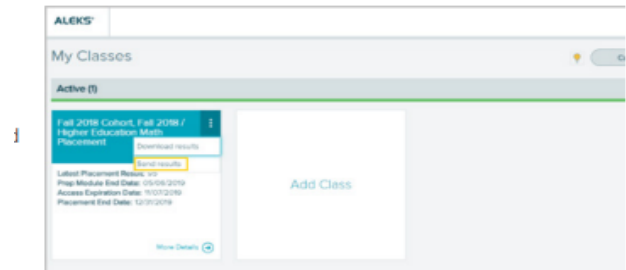 ALEKS
My Classes
Active (1)
Fall 2018 Cohort, Fall 2018 /
Higher Education Math
Placement
Download results
Send results
Latest Placement Result:
Prep Module End Date: 05/06/2019
Access Expiration Date: 11/07/2019
Placement End Date: 12/31/2019
Add Class
More Details